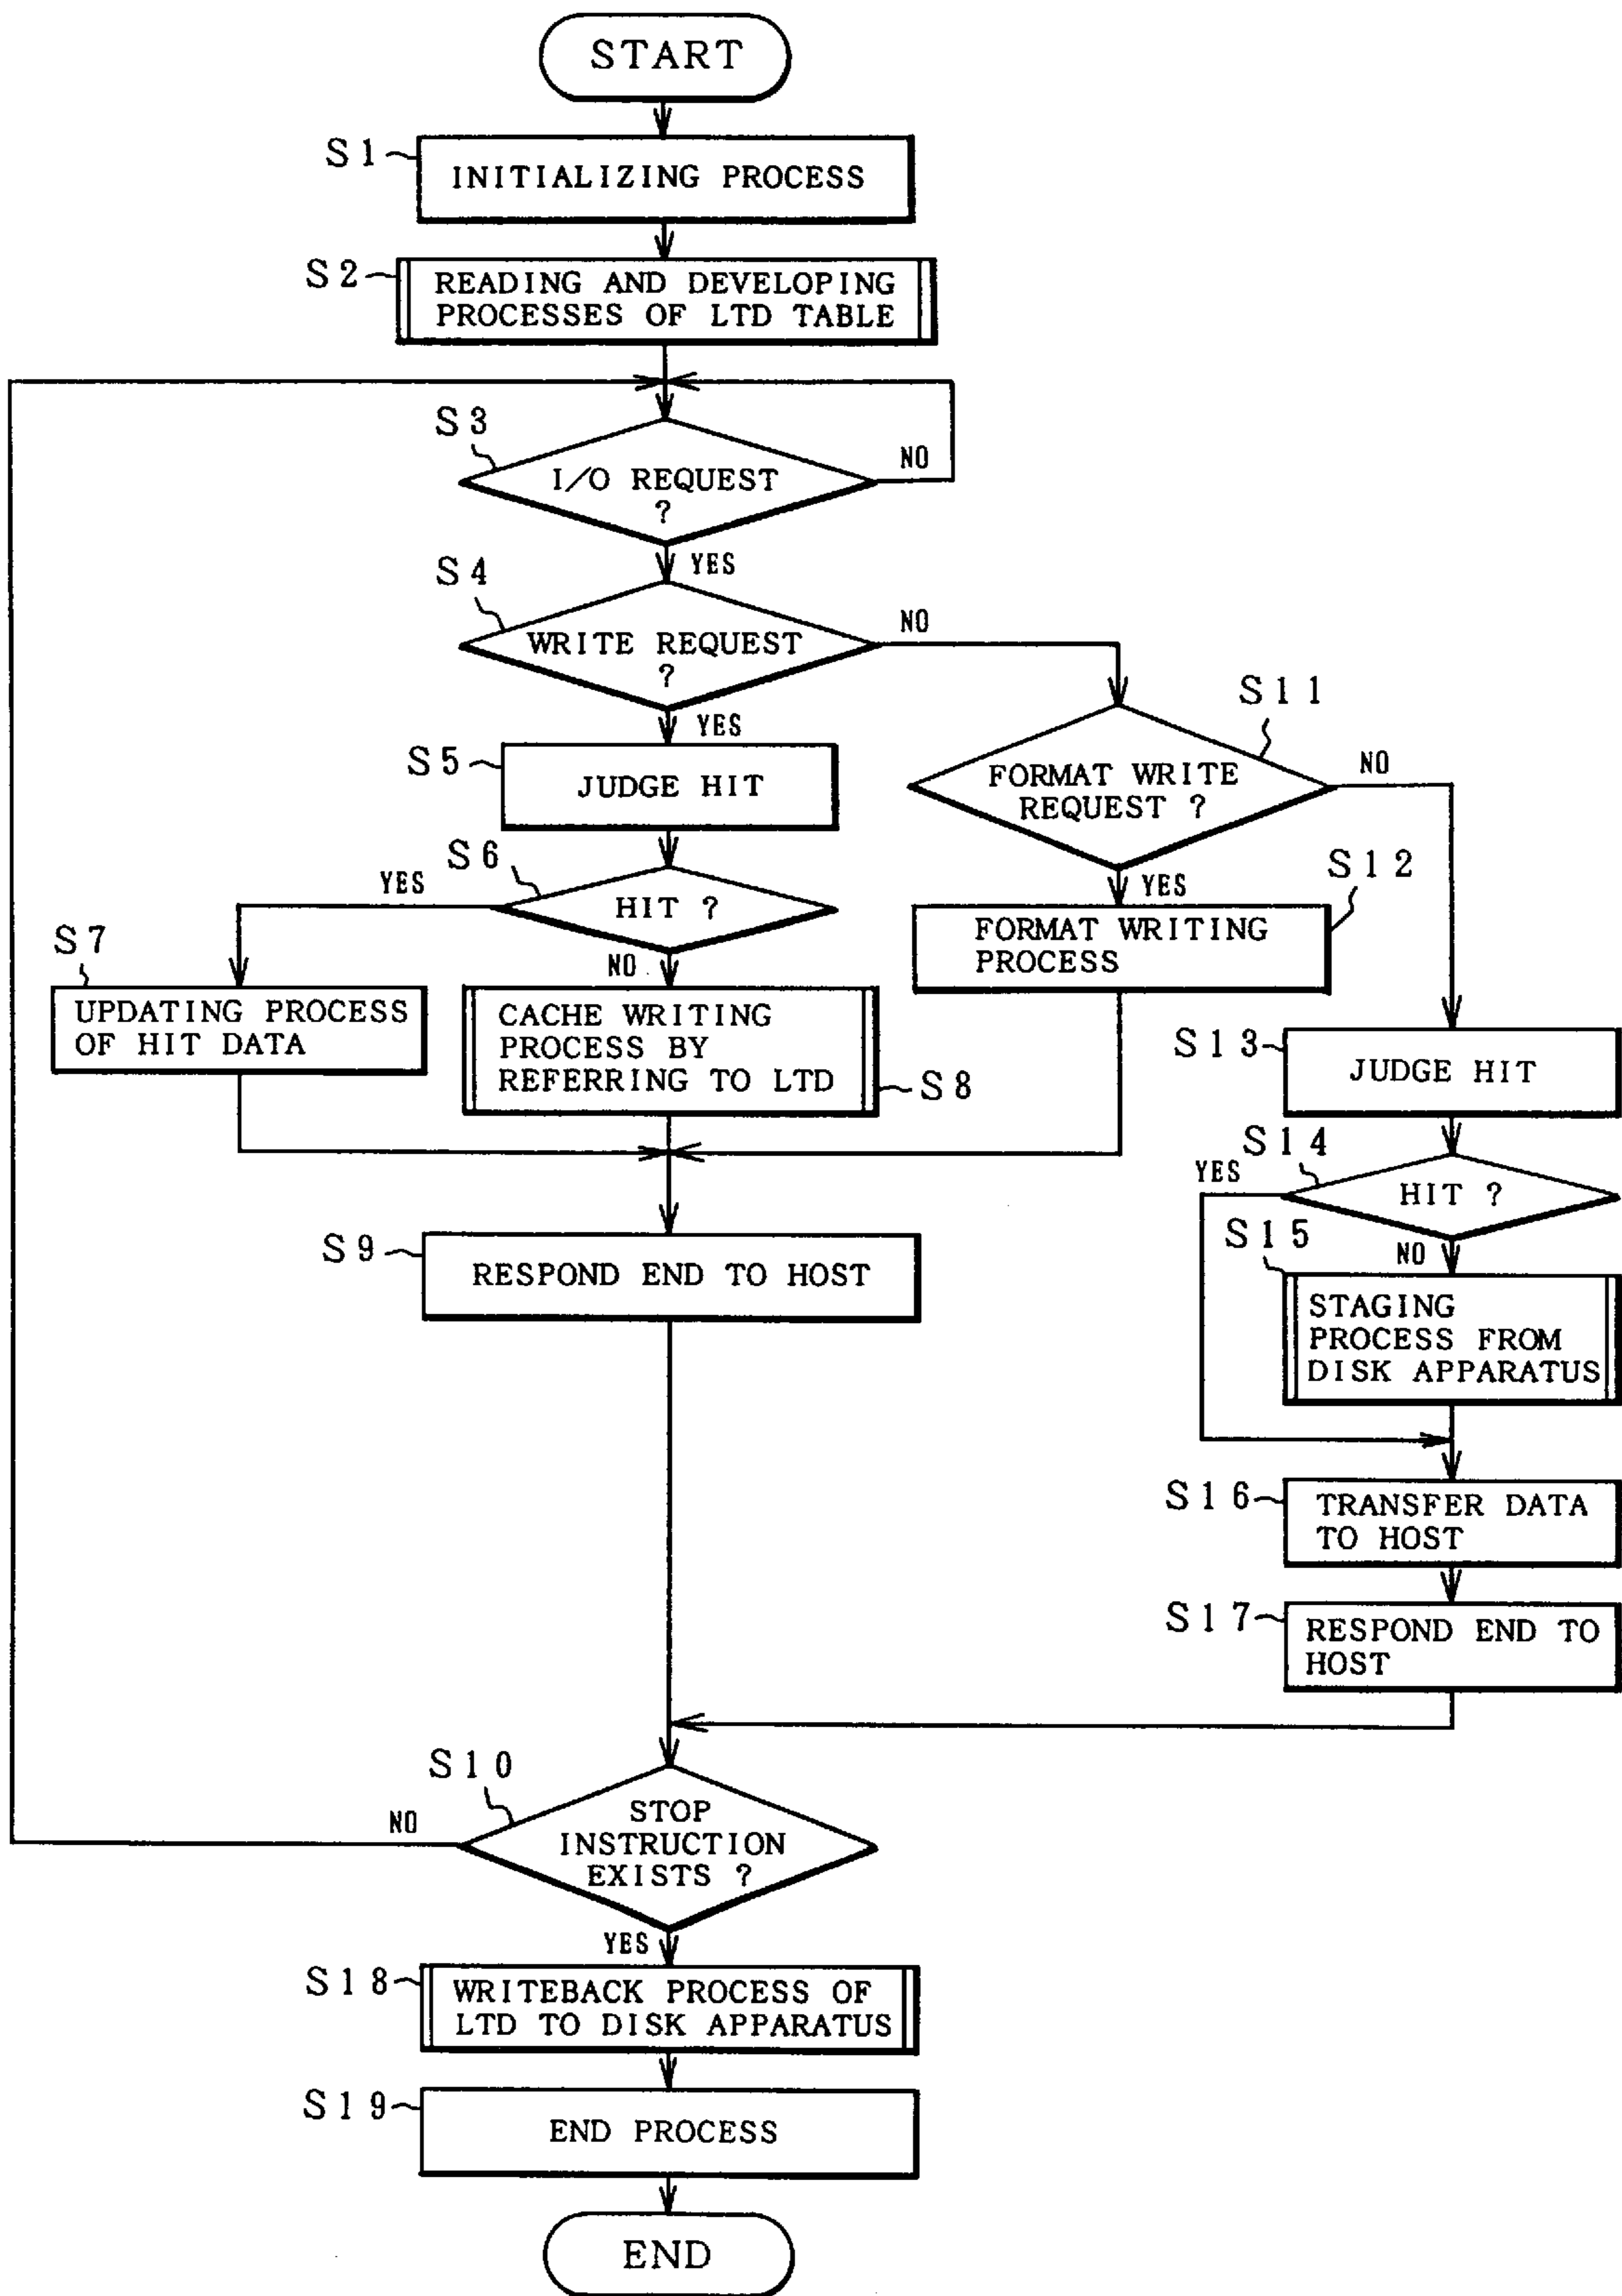 START
S1
INITIALIZING PROCESS
S2
READING AND DEVELOPING
PROCESSES OF LTD TABLE
S3
I/O REQUEST
?
NO
YES
S4
WRITE REQUEST
?
NO
YES
S5
JUDGE HIT
S11
FORMAT WRITE
REQUEST ?
NO
YES
S6
HIT ?
YES
NO
S12
FORMAT WRITING
PROCESS
S7
UPDATING PROCESS
OF HIT DATA
CACHE WRITING
PROCESS BY
REFERRING TO LTD
S8
S13
JUDGE HIT
S14
HIT ?
YES
NO
S9
RESPOND END TO HOST
S15
STAGING
PROCESS FROM
DISK APPARATUS
S16
TRANSFER DATA
TO HOST
S17
RESPOND END TO
HOST
S10
STOP
INSTRUCTION
EXISTS ?
NO
YES
S18
WRITEBACK PROCESS OF
LTD TO DISK APPARATUS
S19
END PROCESS
END